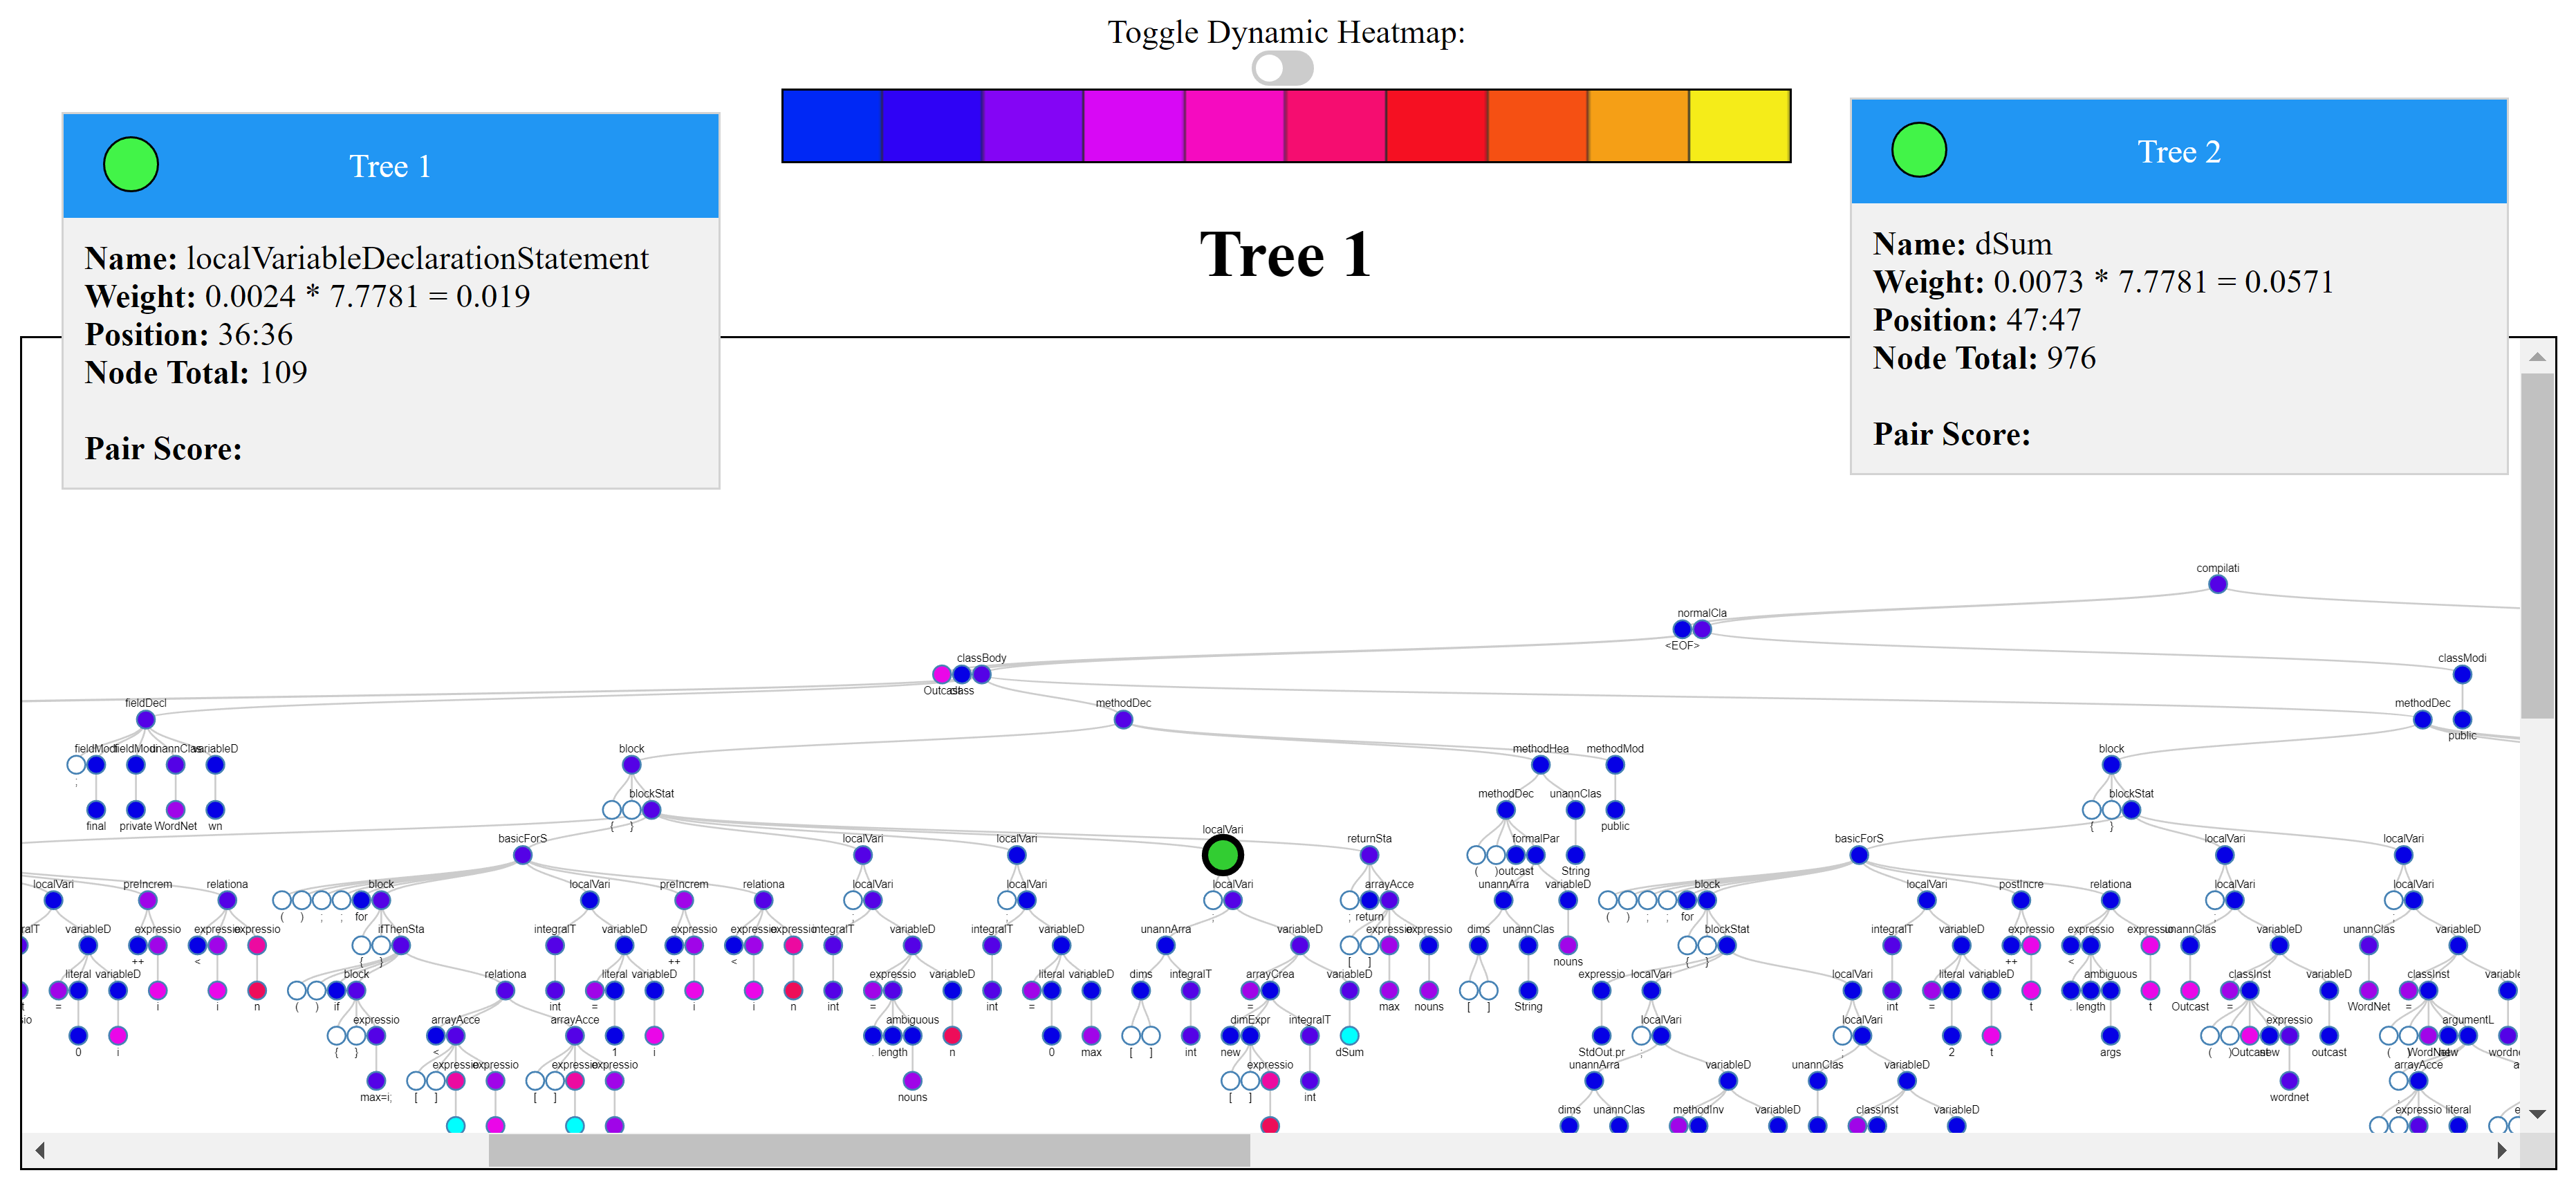 Toggle Dynamic Heatmap:
Tree 1
Name: localVariableDeclarationStatement
Weight: 0.0024 * 7.7781 = 0.019
Position: 36:36
Node Total: 109
Pair Score:
Tree 1
Tree 2
Name: dSum
Weight: 0.0073 * 7.7781 = 0.0571
Position: 47:47
Node Total: 976
Pair Score:
compilati
normalCla
<EOF>
classBody classModi
Outcast class
fieldDecl methodDec methodDec
public
fieldModi fieldModi unannClas variableD block methodHea methodMod block
;
blockStat methodDec unannClas blockStat
final private WordNet wn { } public { }
basicForS localVari localVari localVari returnSta formalPar basicForS localVari localVari
( ) outcast String
localVari preIncrem relationa block localVari preIncrem relationa localVari localVari localVari arrayAcce unannArra variableD block localVari postIncre relationa localVari localVari
( ) ; ; for ; ; ; ; return ( ) ; ; for ; ;
variableD expressio expressio expressio ifThenSta integralT variableD expressio expressio expressio integralT variableD integralT variableD unannArra variableD expressio expressio dims unannClas blockStat integralT variableD expressio expressio expressio unannClas variableD unannClas variableD
++ < { } ++ < [ ] nouns { } ++ <
literal variableD block relationa literal variableD expressio variableD literal variableD dims integralT arrayCrea variableD expressio localVari localVari literal variableD ambiguous classInst variableD classInst
= i i n ( ) if int = i i n int = int = = max nouns [ ] String int = t . length t Outcast = WordNet =
expressio arrayAcce arrayAcce ambiguous dimExpr integralT localVari localVari expressio argumentL
0 i { } < 1 i . length n 0 max [ ] int new dSum StdOut.pr ; ; 2 t args ( ) Outcast new outcast ( ) WordNet new
expressio expressio expressio expressio expressio unannArra variableD unannClas variableD arrayAcce
max=i; [ ] [ ] nouns [ ] int wordnet
dims unannClas methodInv variableD classInst variableD expressio literal